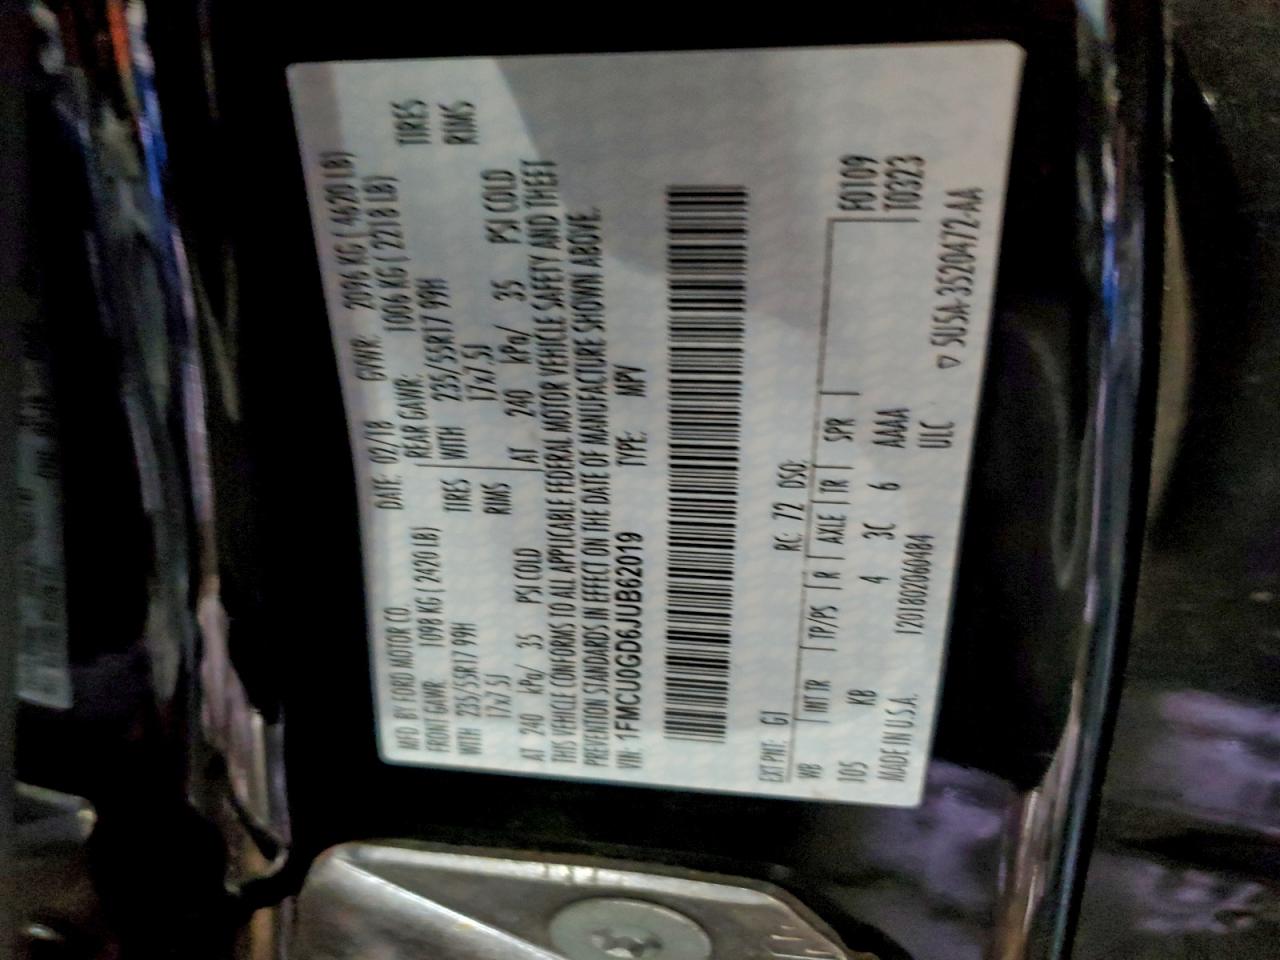 MFD. BY FORD MOTOR CO. DATE: 02/18 GVWR: 2096 KG ( 4620 LB)
FRONT GAWR: 1098 KG ( 2420 LB) REAR GAWR: 1006 KG ( 2218 LB)
WITH 235/55R17 99H TIRES WITH 235/55R17 99H TIRES
17x7.5J RIMS 17x7.5J RIMS
AT 240 kPa/ 35 PSI COLD AT 240 kPa/ 35 PSI COLD
THIS VEHICLE CONFORMS TO ALL APPLICABLE FEDERAL MOTOR VEHICLE SAFETY AND THEFT
PREVENTION STANDARDS IN EFFECT ON THE DATE OF MANUFACTURE SHOWN ABOVE.
VIN: 1FMCU0GD6JUB62019 TYPE: MPV
EXT PNT: G1 RC: 72 DSO:
WB INT TR TP/PS R AXLE TR SPR F0109
105 KB 4 3C 6 AAAA T0323
MADE IN U.S.A. 120180206O484 ULC
SU5A-3520472-AA